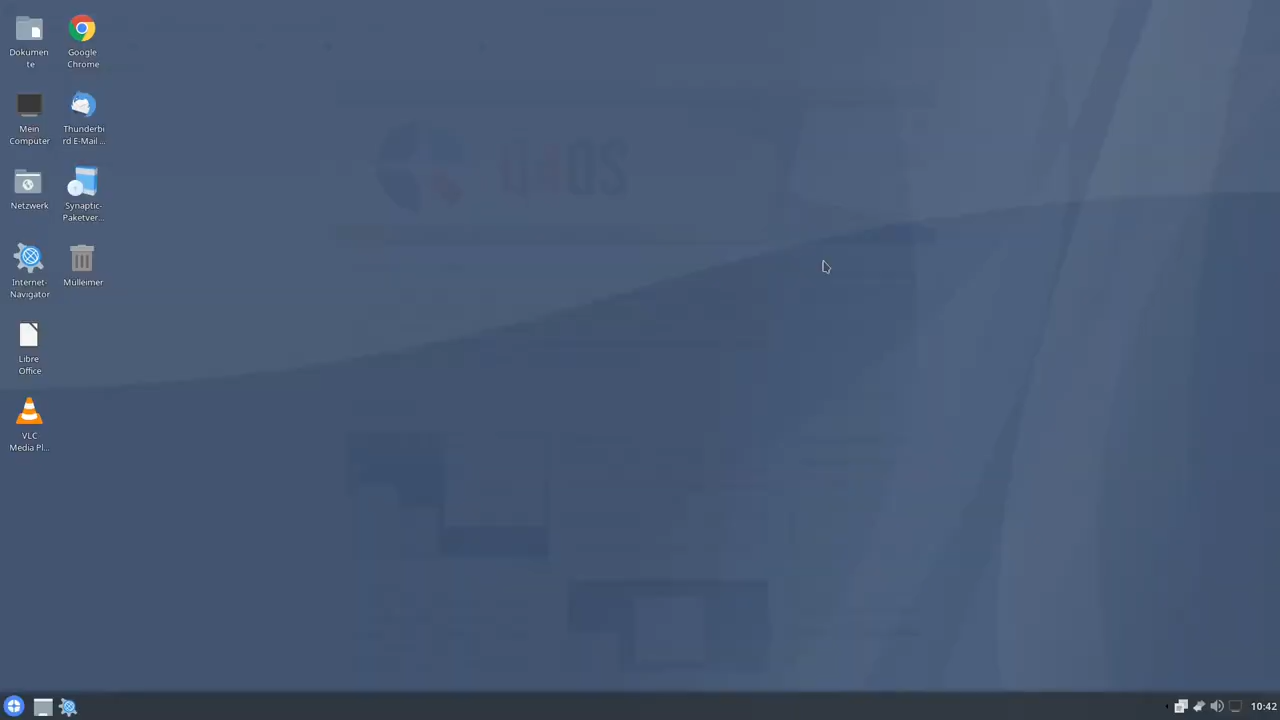 Dokumen
te
Google
Chrome
Mein
Computer
Thunderbi
rd E-Mail ...
Netzwerk
Synaptic-
Paketver...
Internet-
Navigator
Mülleimer
Libre
Office
VLC
Media Pl...
Q4OS
10:42